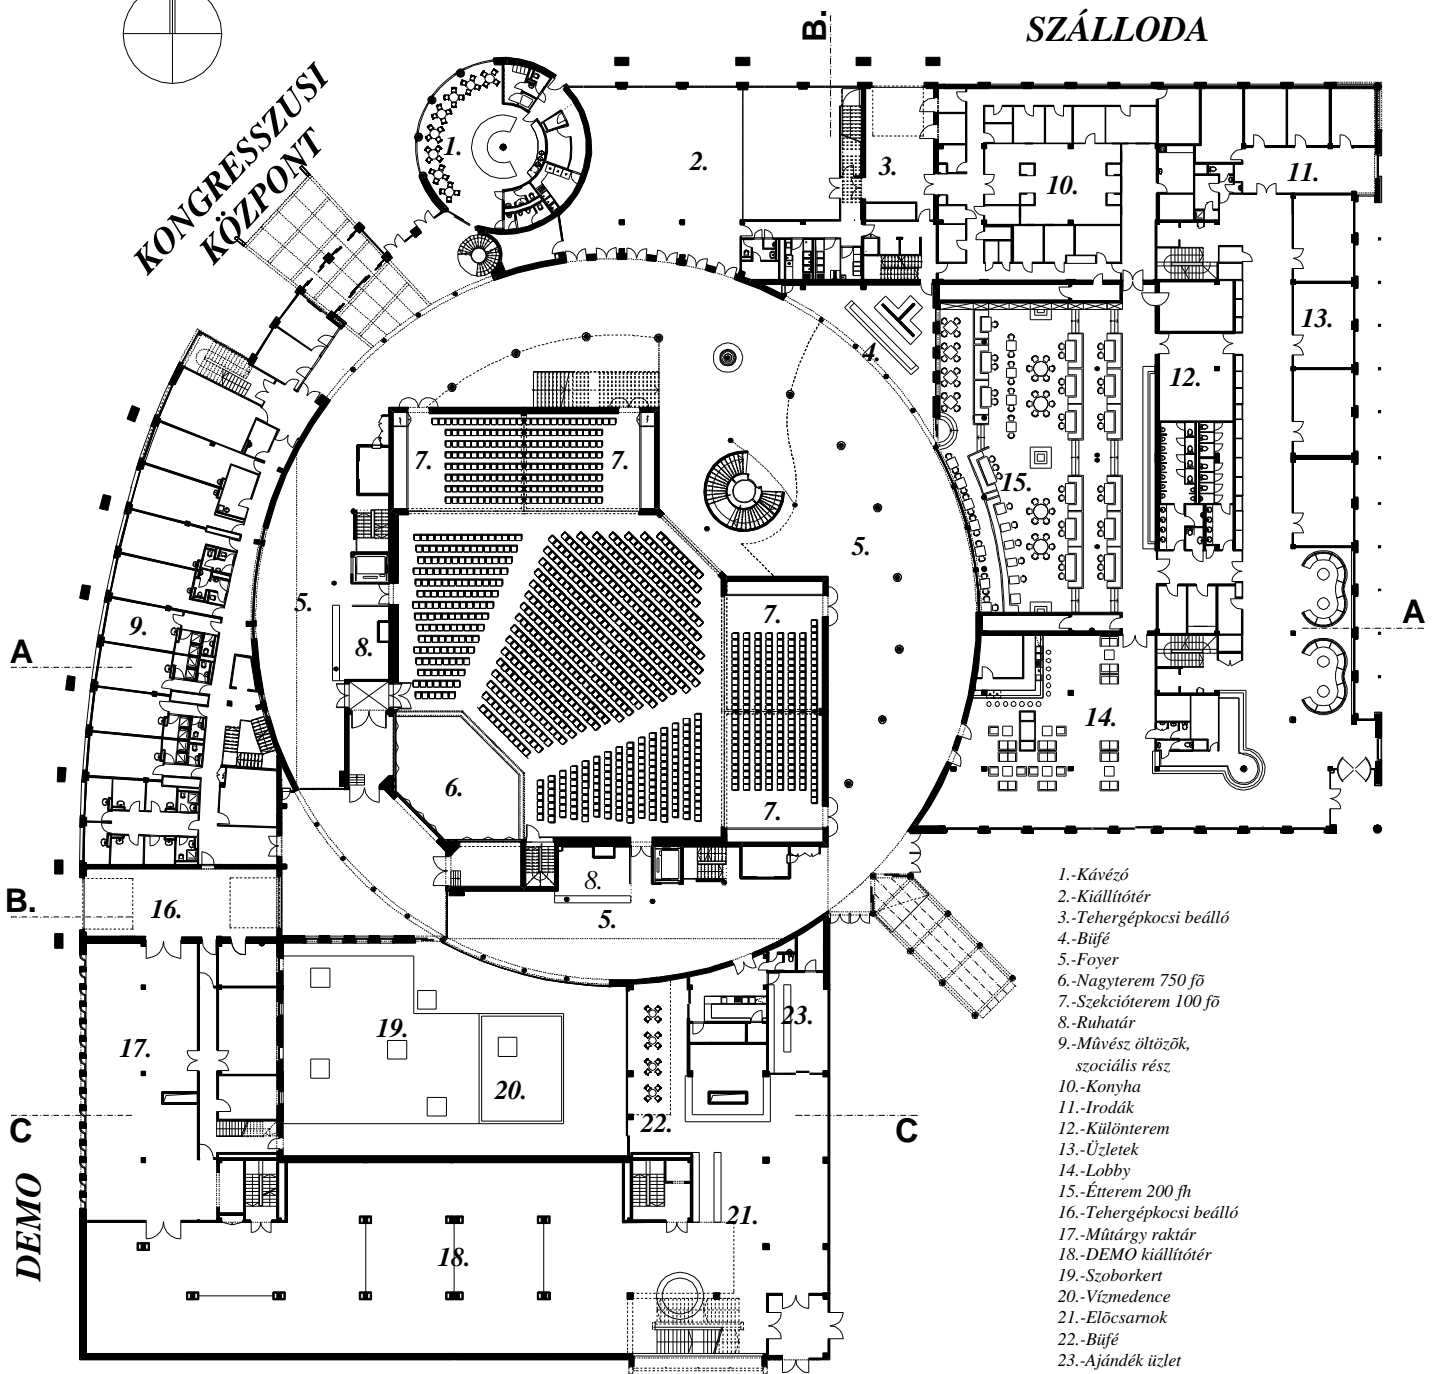 B.
SZÁLLODA
KONGRESSZUSI
KÖZPONT
1.
2.
3.
10.
11.
4.
13.
12.
7.
7.
15.
5.
5.
7.
9.
8.
A
A
14.
6.
7.
8.
B.
16.
5.
19.
23.
17.
20.
22.
C
C
DEMO
21.
18.
1.-Kávézó
2.-Kiállítótér
3.-Tehergépkocsi beálló
4.-Büfé
5.-Foyer
6.-Nagyterem 750 fõ
7.-Szekcióterem 100 fõ
8.-Ruhatár
9.-Mûvész öltözõk,
szociális rész
10.-Konyha
11.-Irodák
12.-Különterem
13.-Üzletek
14.-Lobby
15.-Étterem 200 fh
16.-Tehergépkocsi beálló
17.-Mûtárgy raktár
18.-DEMO kiállítótér
19.-Szoborkert
20.-Vízmedence
21.-Elõcsarnok
22.-Büfé
23.-Ajándék üzlet